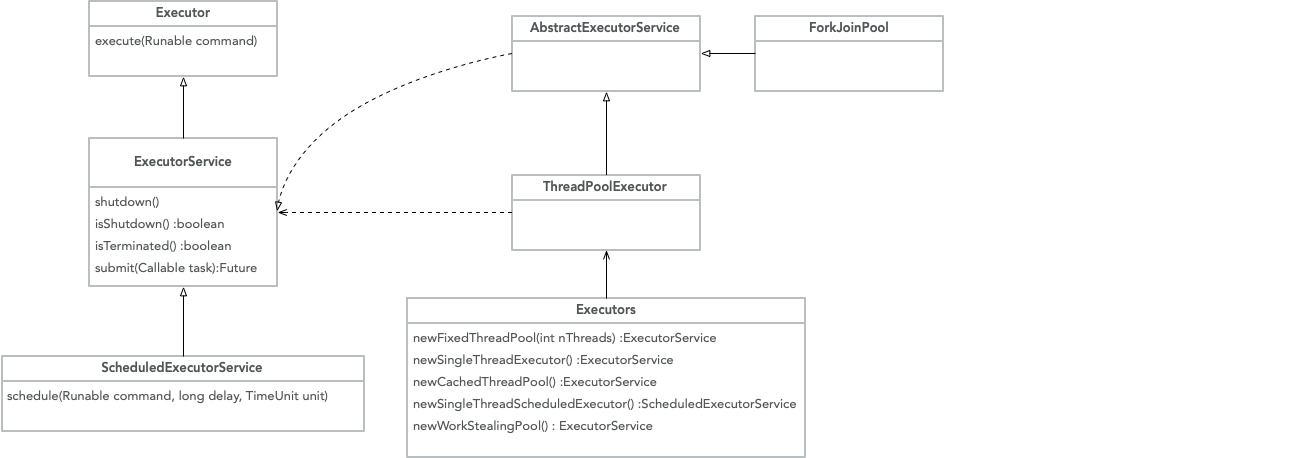 Executor
execute(Runable command)
ExecutorService
shutdown()
isShutdown() :boolean
isTerminated() :boolean
submit(Callable task):Future
ScheduledExecutorService
schedule(Runable command, long delay, TimeUnit unit)
AbstractExecutorService
ForkJoinPool
ThreadPoolExecutor
Executors
newFixedThreadPool(int nThreads) :ExecutorService
newSingleThreadExecutor() :ExecutorService
newCachedThreadPool() :ExecutorService
newSingleThreadScheduledExecutor() :ScheduledExecutorService
newWorkStealingPool() : ExecutorService